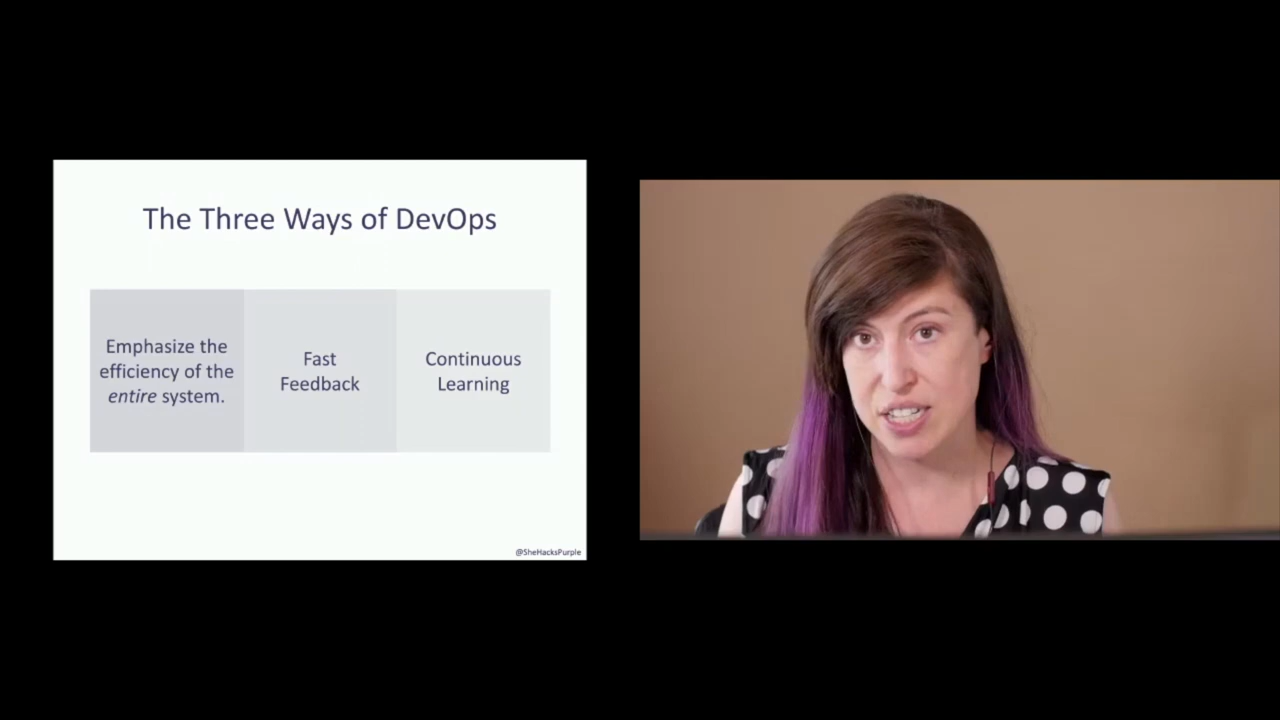 The Three Ways of DevOps
Emphasize the
efficiency of the
entire system.
Fast
Feedback
Continuous
Learning
@SheHacksPurple